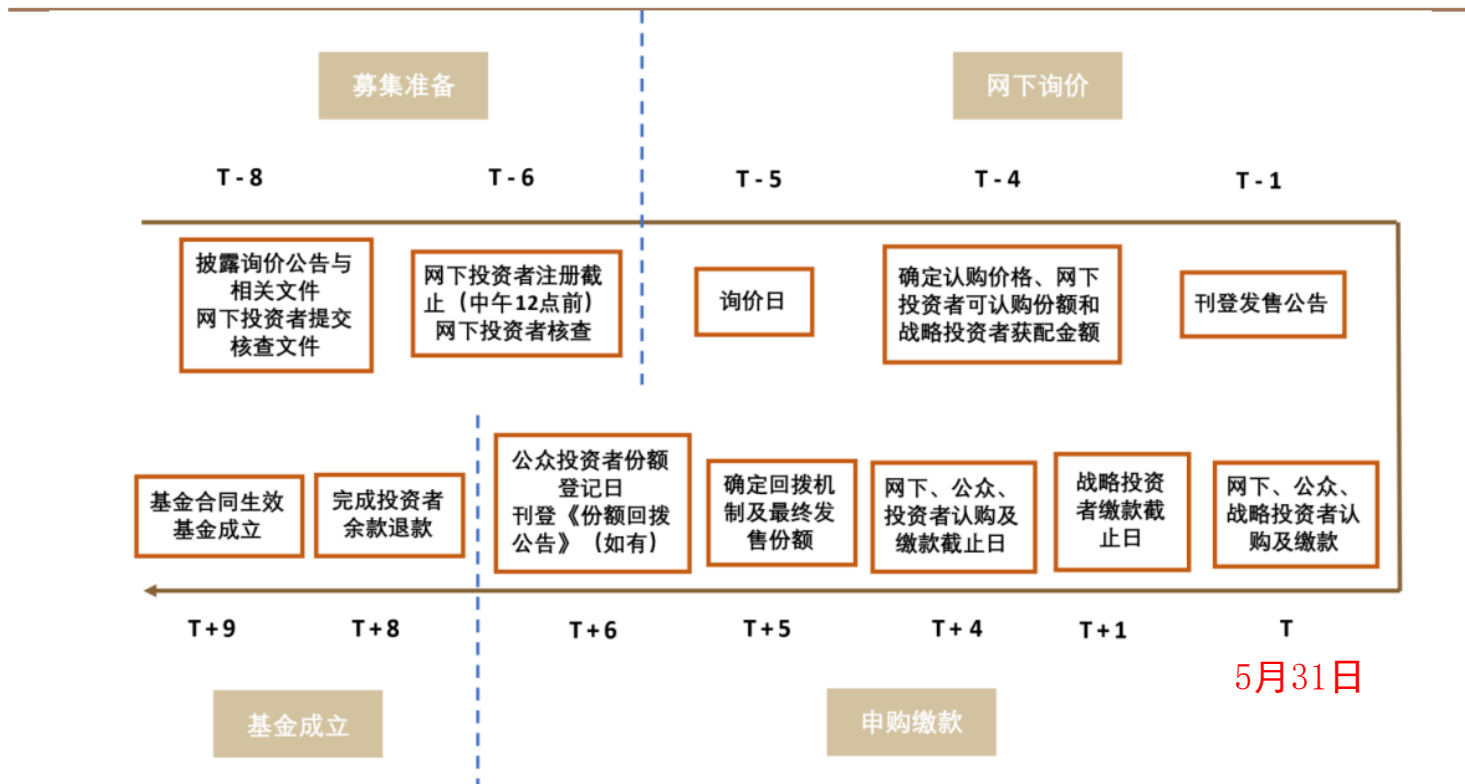 募集准备
网下询价
T-8
T-6
T-5
T-4
T-1
披露询价公告与
相关文件
网下投资者提交
核查文件
网下投资者注册截
止（中午12点前）
网下投资者核查
询价日
确定认购价格、网下
投资者可认购份额和
战略投资者获配金额
刊登发售公告
基金合同生效
基金成立
完成投资者
余款退款
公众投资者份额
登记日
刊登《份额回拨
公告》（如有）
确定回拨机
制及最终发
售份额
网下、公众、
投资者认购及
缴款截止日
战略投资
者缴款截
止日
网下、公众、
战略投资者认
购及缴款
T+9
T+8
T+6
T+5
T+4
T+1
T
5月31日
基金成立
申购缴款